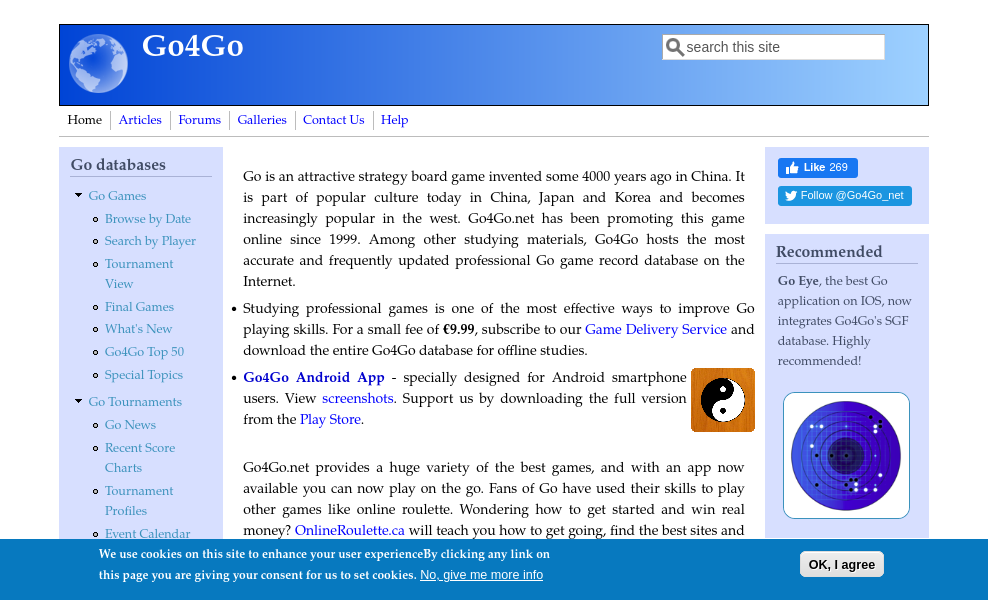 Go4Go
search this site
Home
Articles
Forums
Galleries
Contact Us
Help
Go databases
Go Games
Browse by Date
Search by Player
Tournament
View
Final Games
What's New
Go4Go Top 50
Special Topics
Go Tournaments
Go News
Recent Score
Charts
Tournament
Profiles
Event Calendar
Go is an attractive strategy board game invented some 4000 years ago in China. It
is part of popular culture today in China, Japan and Korea and becomes
increasingly popular in the west. Go4Go.net has been promoting this game
online since 1999. Among other studying materials, Go4Go hosts the most
accurate and frequently updated professional Go game record database on the
Internet.
Studying professional games is one of the most effective ways to improve Go
playing skills. For a small fee of €9.99, subscribe to our Game Delivery Service and
download the entire Go4Go database for offline studies.
Go4Go Android App - specially designed for Android smartphone
users. View screenshots. Support us by downloading the full version
from the Play Store.
Go4Go.net provides a huge variety of the best games, and with an app now
available you can now play on the go. Fans of Go have used their skills to play
other games like online roulette. Wondering how to get started and win real
money? OnlineRoulette.ca will teach you how to get going, find the best sites and
Like 269
Follow @Go4Go_net
Recommended
Go Eye, the best Go
application on IOS, now
integrates Go4Go's SGF
database. Highly
recommended!
We use cookies on this site to enhance your user experienceBy clicking any link on
this page you are giving your consent for us to set cookies. No, give me more info
OK, I agree